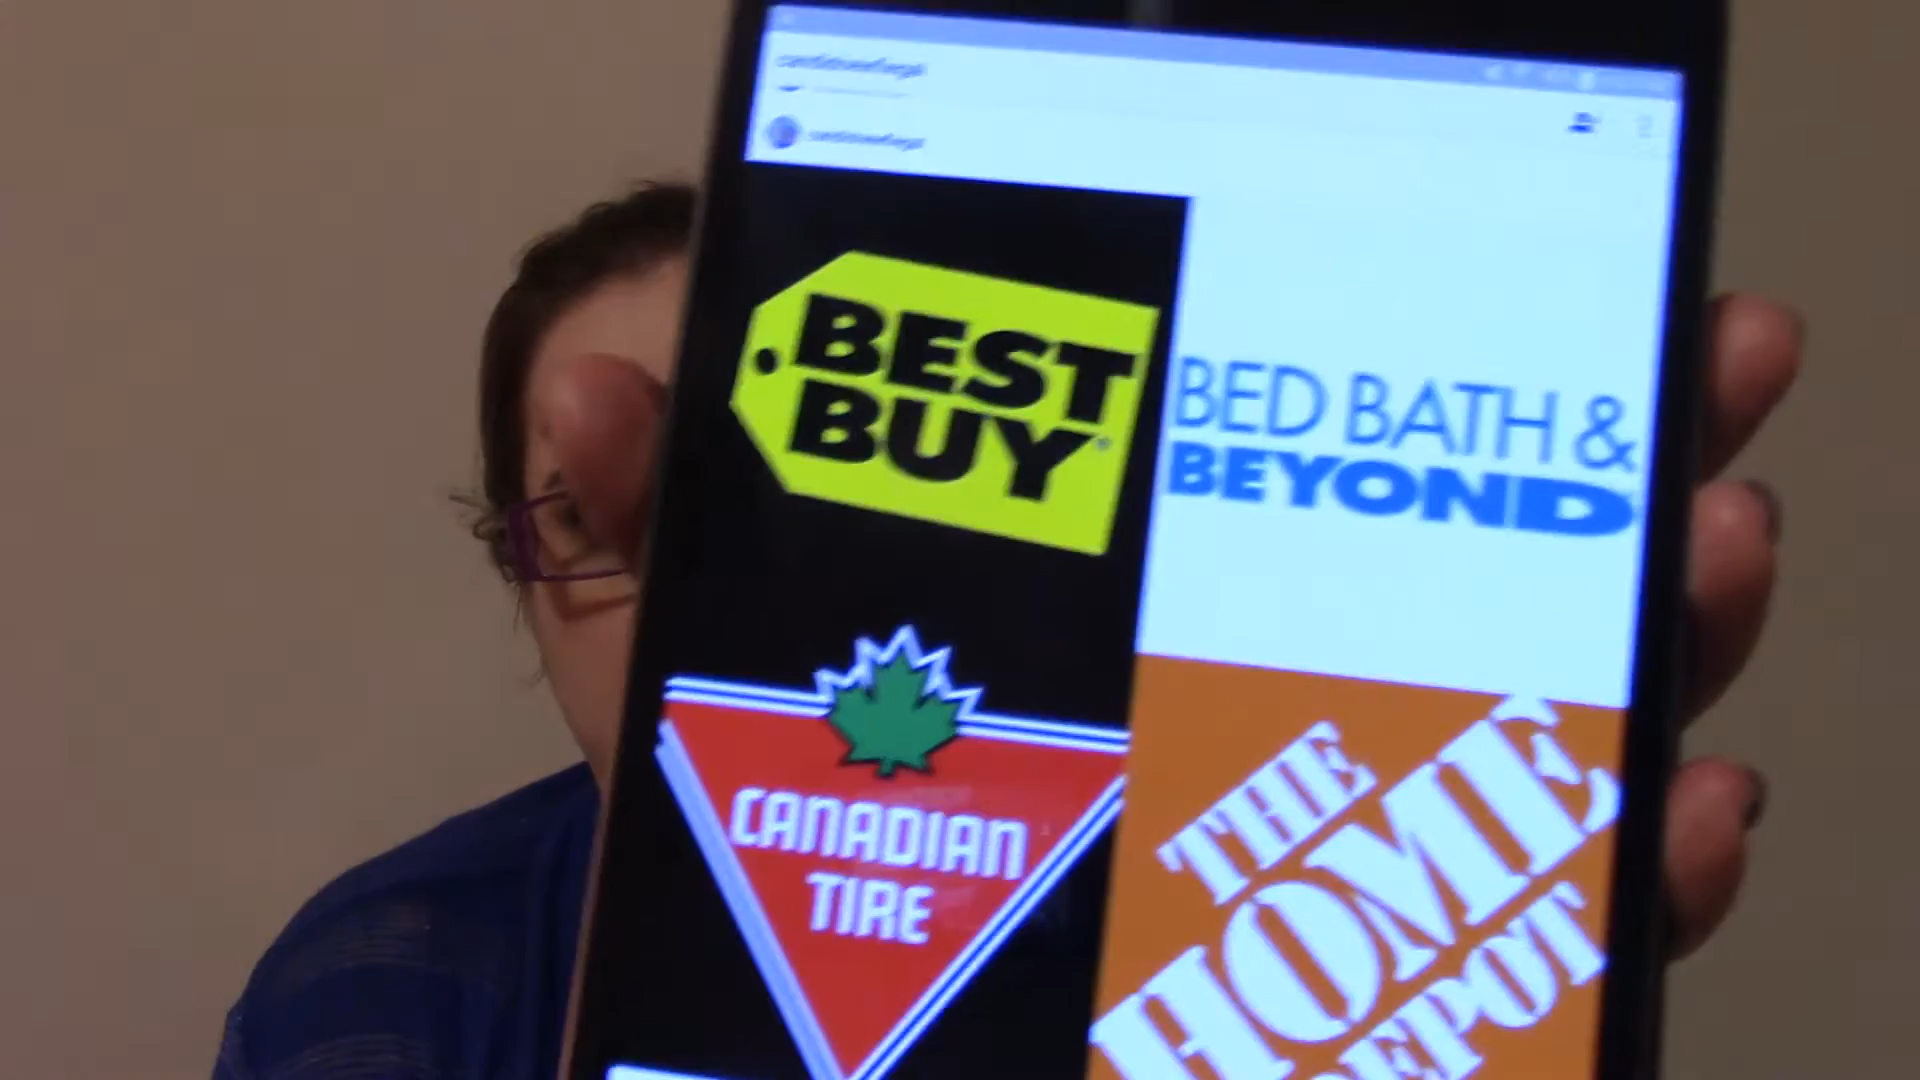 BEST
BUY
BED BATH &
BEYOND
CANADIAN
TIRE
THE
HOME
DEPOT